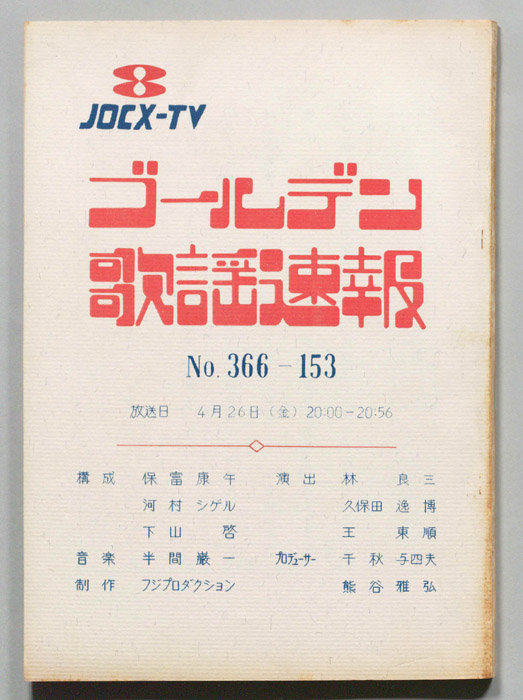 8
JOCX-TV
ゴールデン
歌謡速報
No. 366-153
放送日 4月26日(金) 20:00-20:56
構成 保富康午 演出 林良三
河村シゲル 久保田逸博
下山啓 王東順
音楽 半間巌一 プロデューサー 千秋与四夫
制作 フジプロダクション 熊谷雅弘